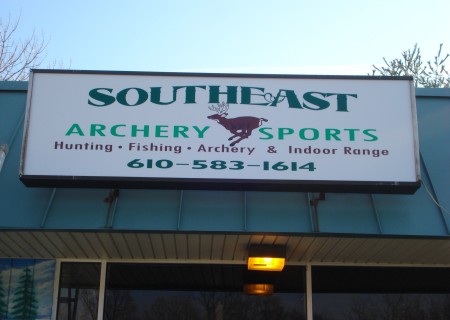 SOUTHEAST
ARCHERY SPORTS
Hunting • Fishing • Archery & Indoor Range
610-583-1614